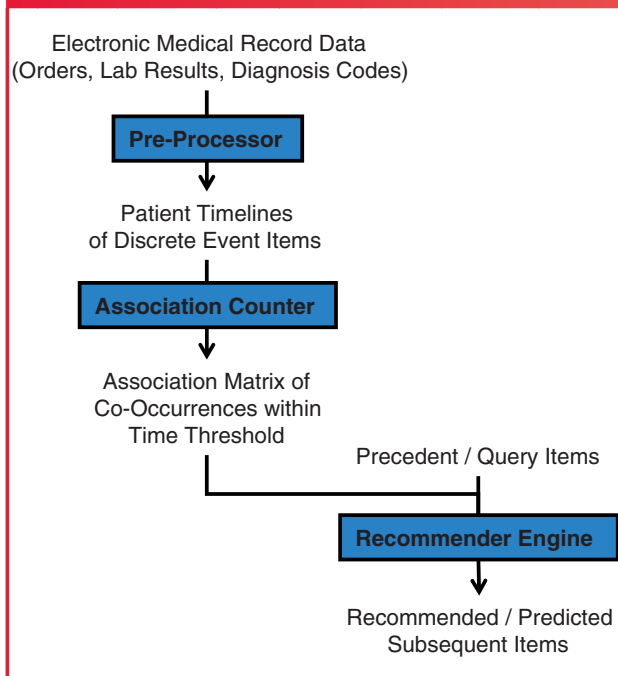 Electronic Medical Record Data
(Orders, Lab Results, Diagnosis Codes)
Pre-Processor
Patient Timelines
of Discrete Event Items
Association Counter
Association Matrix of
Co-Occurrences within
Time Threshold
Precedent / Query Items
Recommender Engine
Recommended / Predicted
Subsequent Items